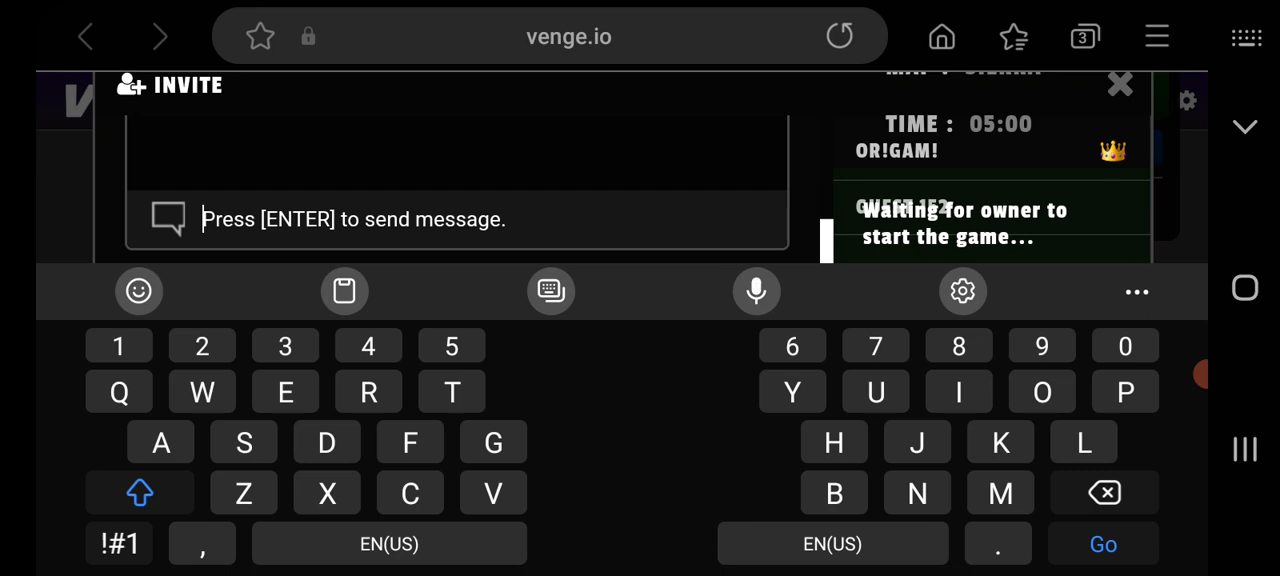 venge.io
3
INVITE
TIME : 05:00
OR!GAM!
Waiting for owner to
start the game...
Press [ENTER] to send message.
1 2 3 4 5 6 7 8 9 0
Q W E R T Y U I O P
A S D F G H J K L
Z X C V B N M
!#1 , EN(US) EN(US) . Go